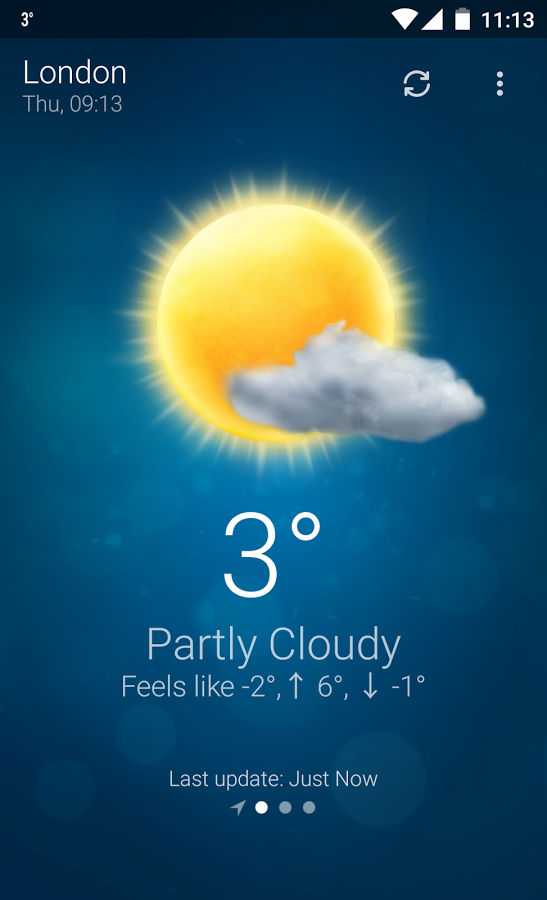 3°
11:13
London
Thu, 09:13
3°
Partly Cloudy
Feels like -2°,↑ 6°, ↓ -1°
Last update: Just Now